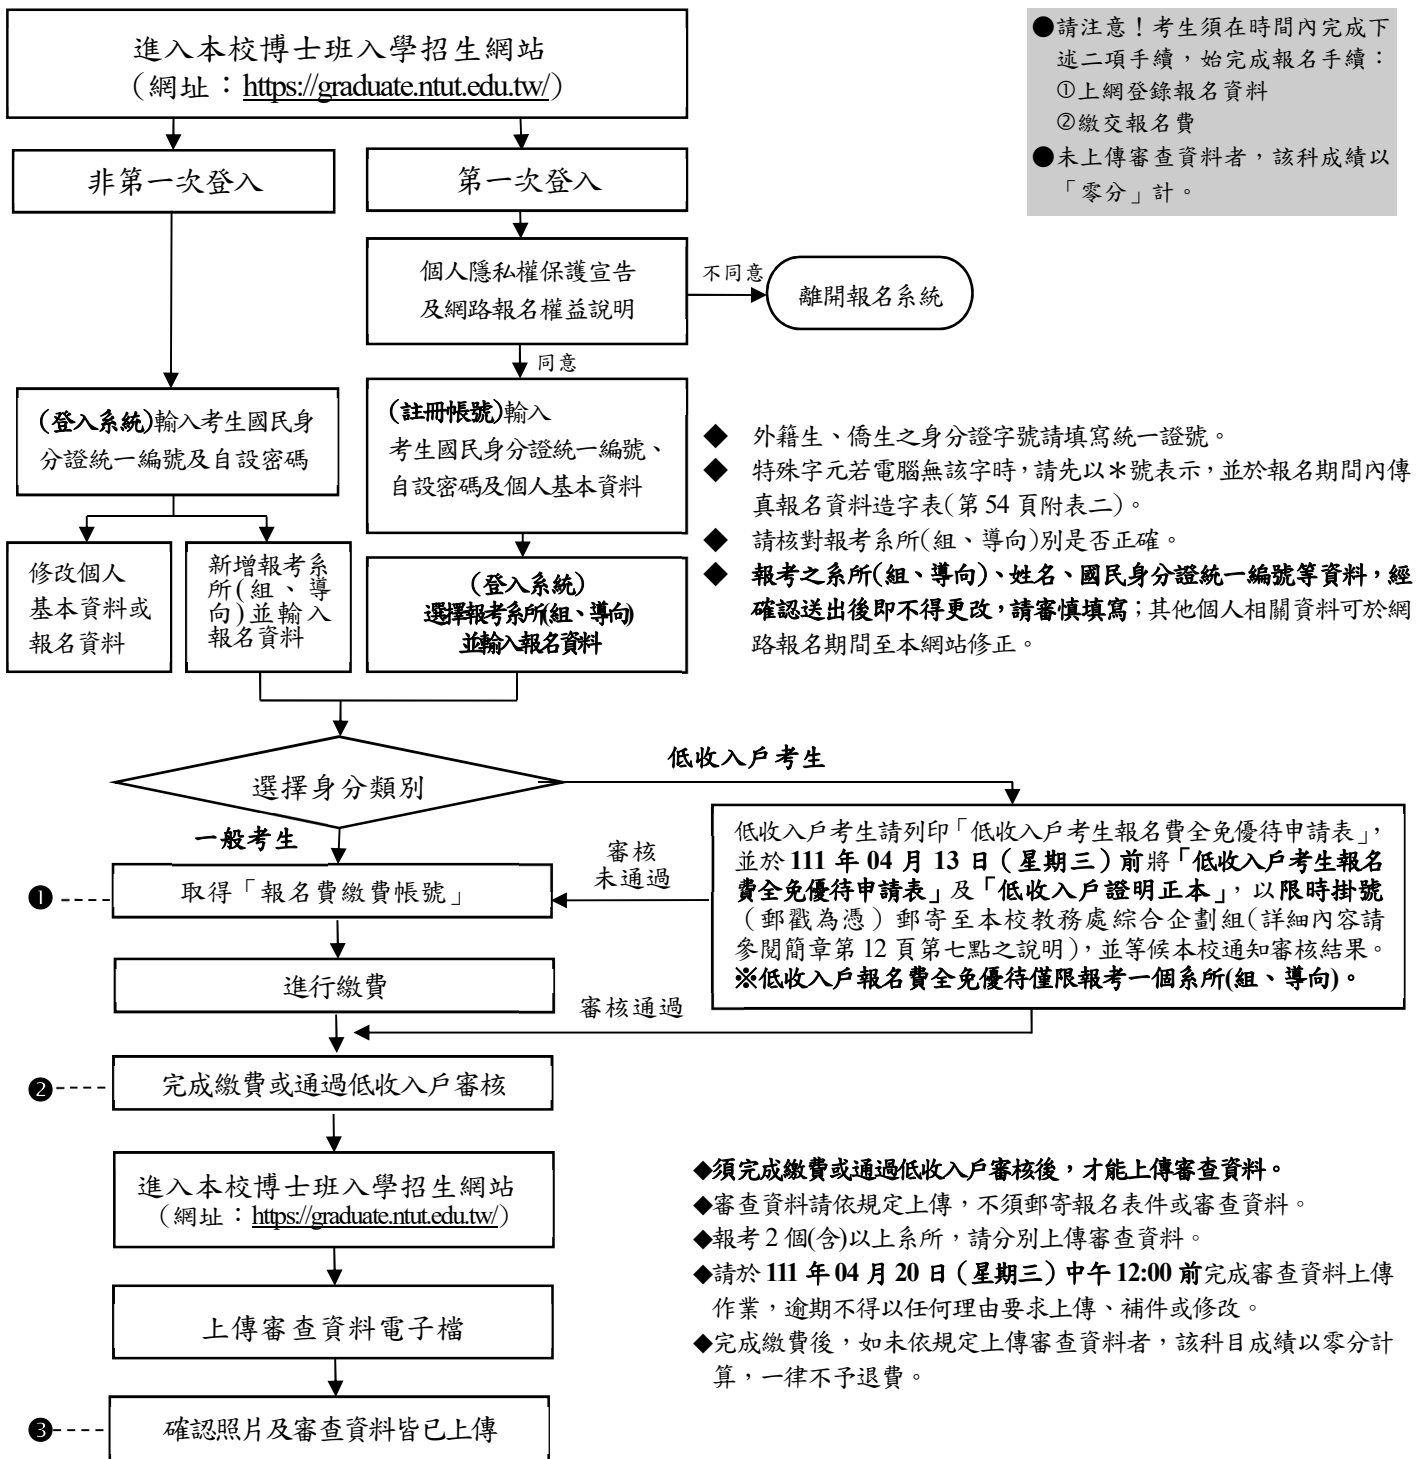 進入本校博士班入學招生網站
（網址：https://graduate.ntut.edu.tw/）
●請注意！考生須在時間內完成下
述二項手續，始完成報名手續：
①上網登錄報名資料
②繳交報名費
●未上傳審查資料者，該科成績以
「零分」計。
非第一次登入
第一次登入
個人隱私權保護宣告
及網路報名權益說明
不同意
離開報名系統
同意
(登入系統)輸入考生國民身
分證統一編號及自設密碼
(註冊帳號)輸入
考生國民身分證統一編號、
自設密碼及個人基本資料
◆ 外籍生、僑生之身分證字號請填寫統一證號。
◆ 特殊字元若電腦無該字時，請先以＊號表示，並於報名期間內傳
真報名資料造字表(第 54 頁附表二)。
◆ 請核對報考系所(組、導向)別是否正確。
◆ 報考之系所(組、導向)、姓名、國民身分證統一編號等資料，經
確認送出後即不得更改，請審慎填寫；其他個人相關資料可於網
路報名期間至本網站修正。
修改個人
基本資料或
報名資料
新增報考系
所(組、導
向)並輸入
報名資料
(登入系統)
選擇報考系所(組、導向)
並輸入報名資料
選擇身分類別
低收入戶考生
一般考生
低收入戶考生請列印「低收入戶考生報名費全免優待申請表」，
並於 111 年 04 月 13 日（星期三）前將「低收入戶考生報名
費全免優待申請表」及「低收入戶證明正本」，以限時掛號
（郵戳為憑）郵寄至本校教務處綜合企劃組(詳細內容請
參閱簡章第 12 頁第七點之說明)，並等候本校通知審核結果。
※低收入戶報名費全免優待僅限報考一個系所(組、導向)。
審核
未通過
❶ 取得「報名費繳費帳號」
進行繳費
審核通過
❷ 完成繳費或通過低收入戶審核
進入本校博士班入學招生網站
（網址：https://graduate.ntut.edu.tw/）
◆須完成繳費或通過低收入戶審核後，才能上傳審查資料。
◆審查資料請依規定上傳，不須郵寄報名表件或審查資料。
◆報考 2 個(含)以上系所，請分別上傳審查資料。
◆請於 111 年 04 月 20 日（星期三）中午 12:00 前完成審查資料上傳
作業，逾期不得以任何理由要求上傳、補件或修改。
◆完成繳費後，如未依規定上傳審查資料者，該科目成績以零分計
算，一律不予退費。
上傳審查資料電子檔
❸ 確認照片及審查資料皆已上傳